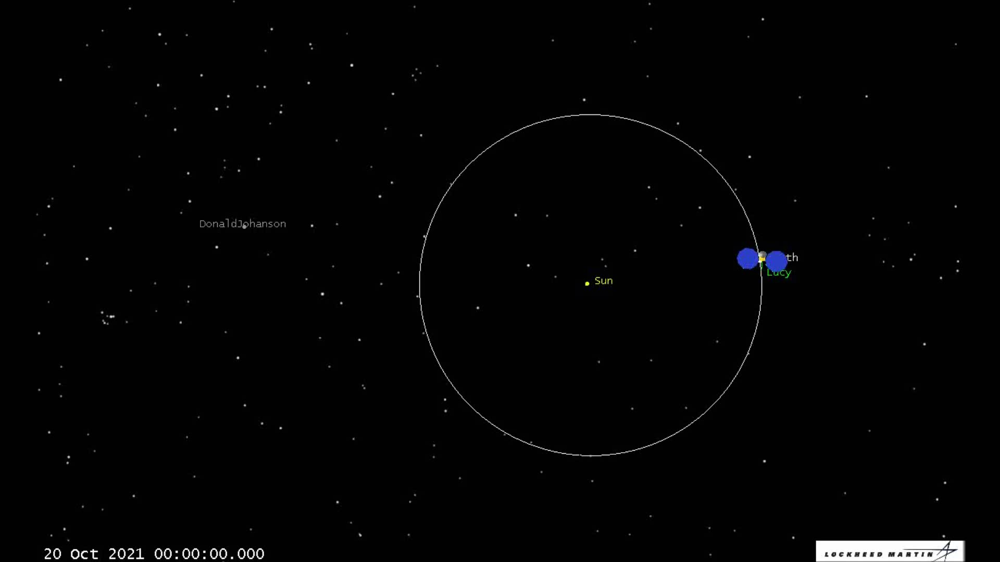 DonaldJohanson
th
Lucy
Sun
20 Oct 2021 00:00:00.000
LOCKHEED MARTIN